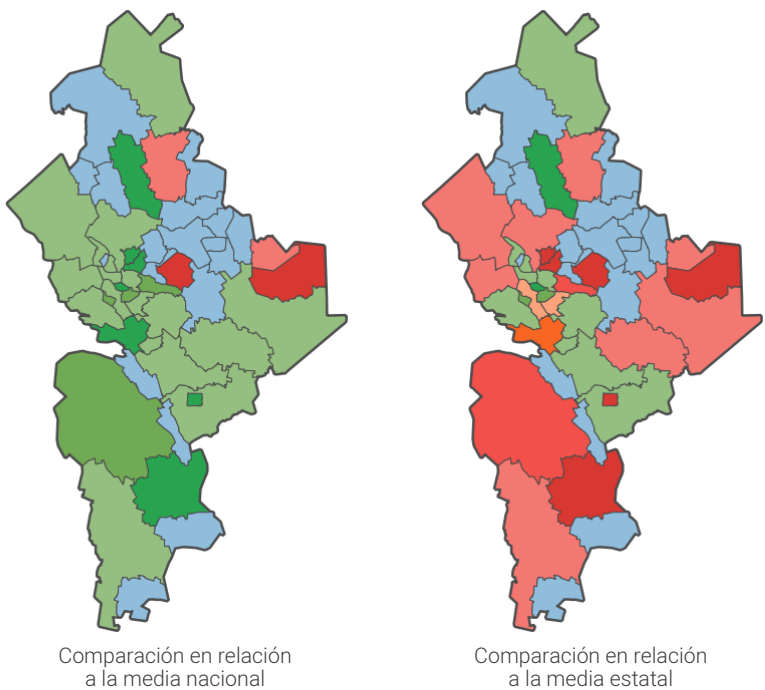 Comparación en relación
a la media nacional
Comparación en relación
a la media estatal